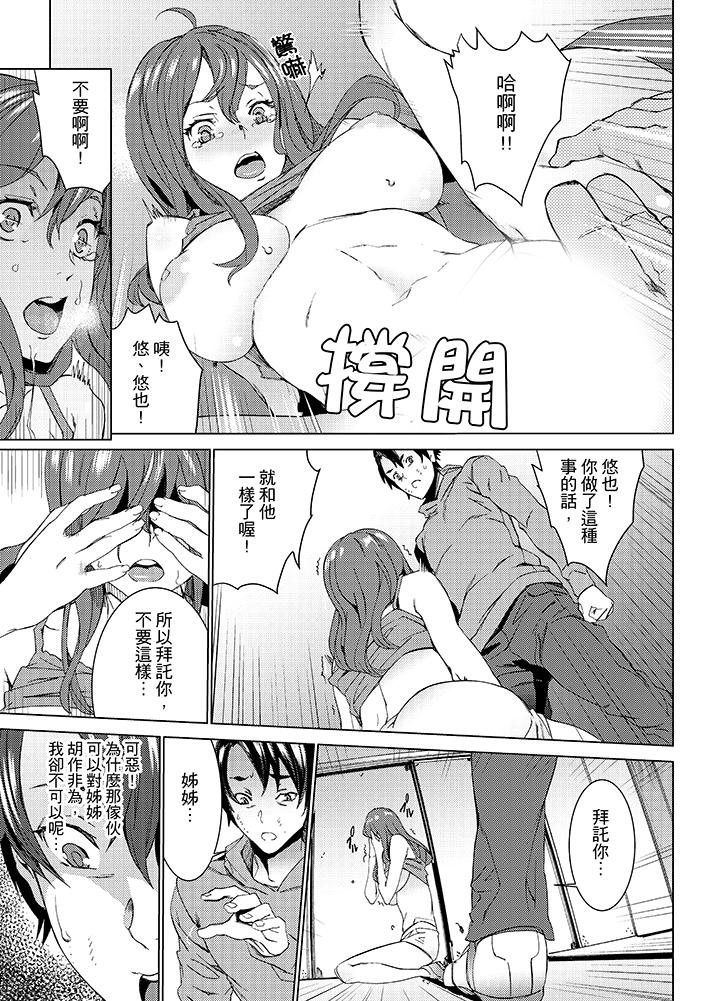 哈啊啊!!
驚嚇
不要啊啊!
咦!
悠、悠也!
撐開
悠也!
你做了這種
事的話,
就和他
一樣了喔!
所以拜託你,
不要這樣…
拜託你…
姊姊…
可惡!
為什麼那傢伙
可以對姊姊
胡作非為,
我卻不可以呢…